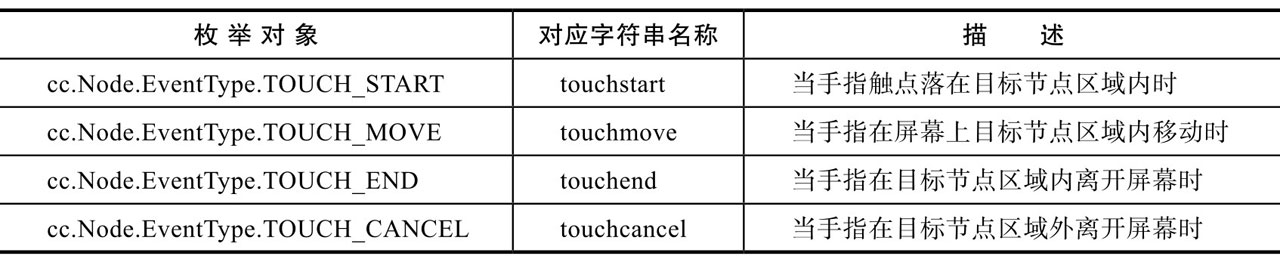 枚举对象 对应字符串名称 描述
cc.Node.EventType.TOUCH_START touchstart 当手指触点落在目标节点区域内时
cc.Node.EventType.TOUCH_MOVE touchmove 当手指在屏幕上目标节点区域内移动时
cc.Node.EventType.TOUCH_END touchend 当手指在目标节点区域内离开屏幕时
cc.Node.EventType.TOUCH_CANCEL touchcancel 当手指在目标节点区域外离开屏幕时